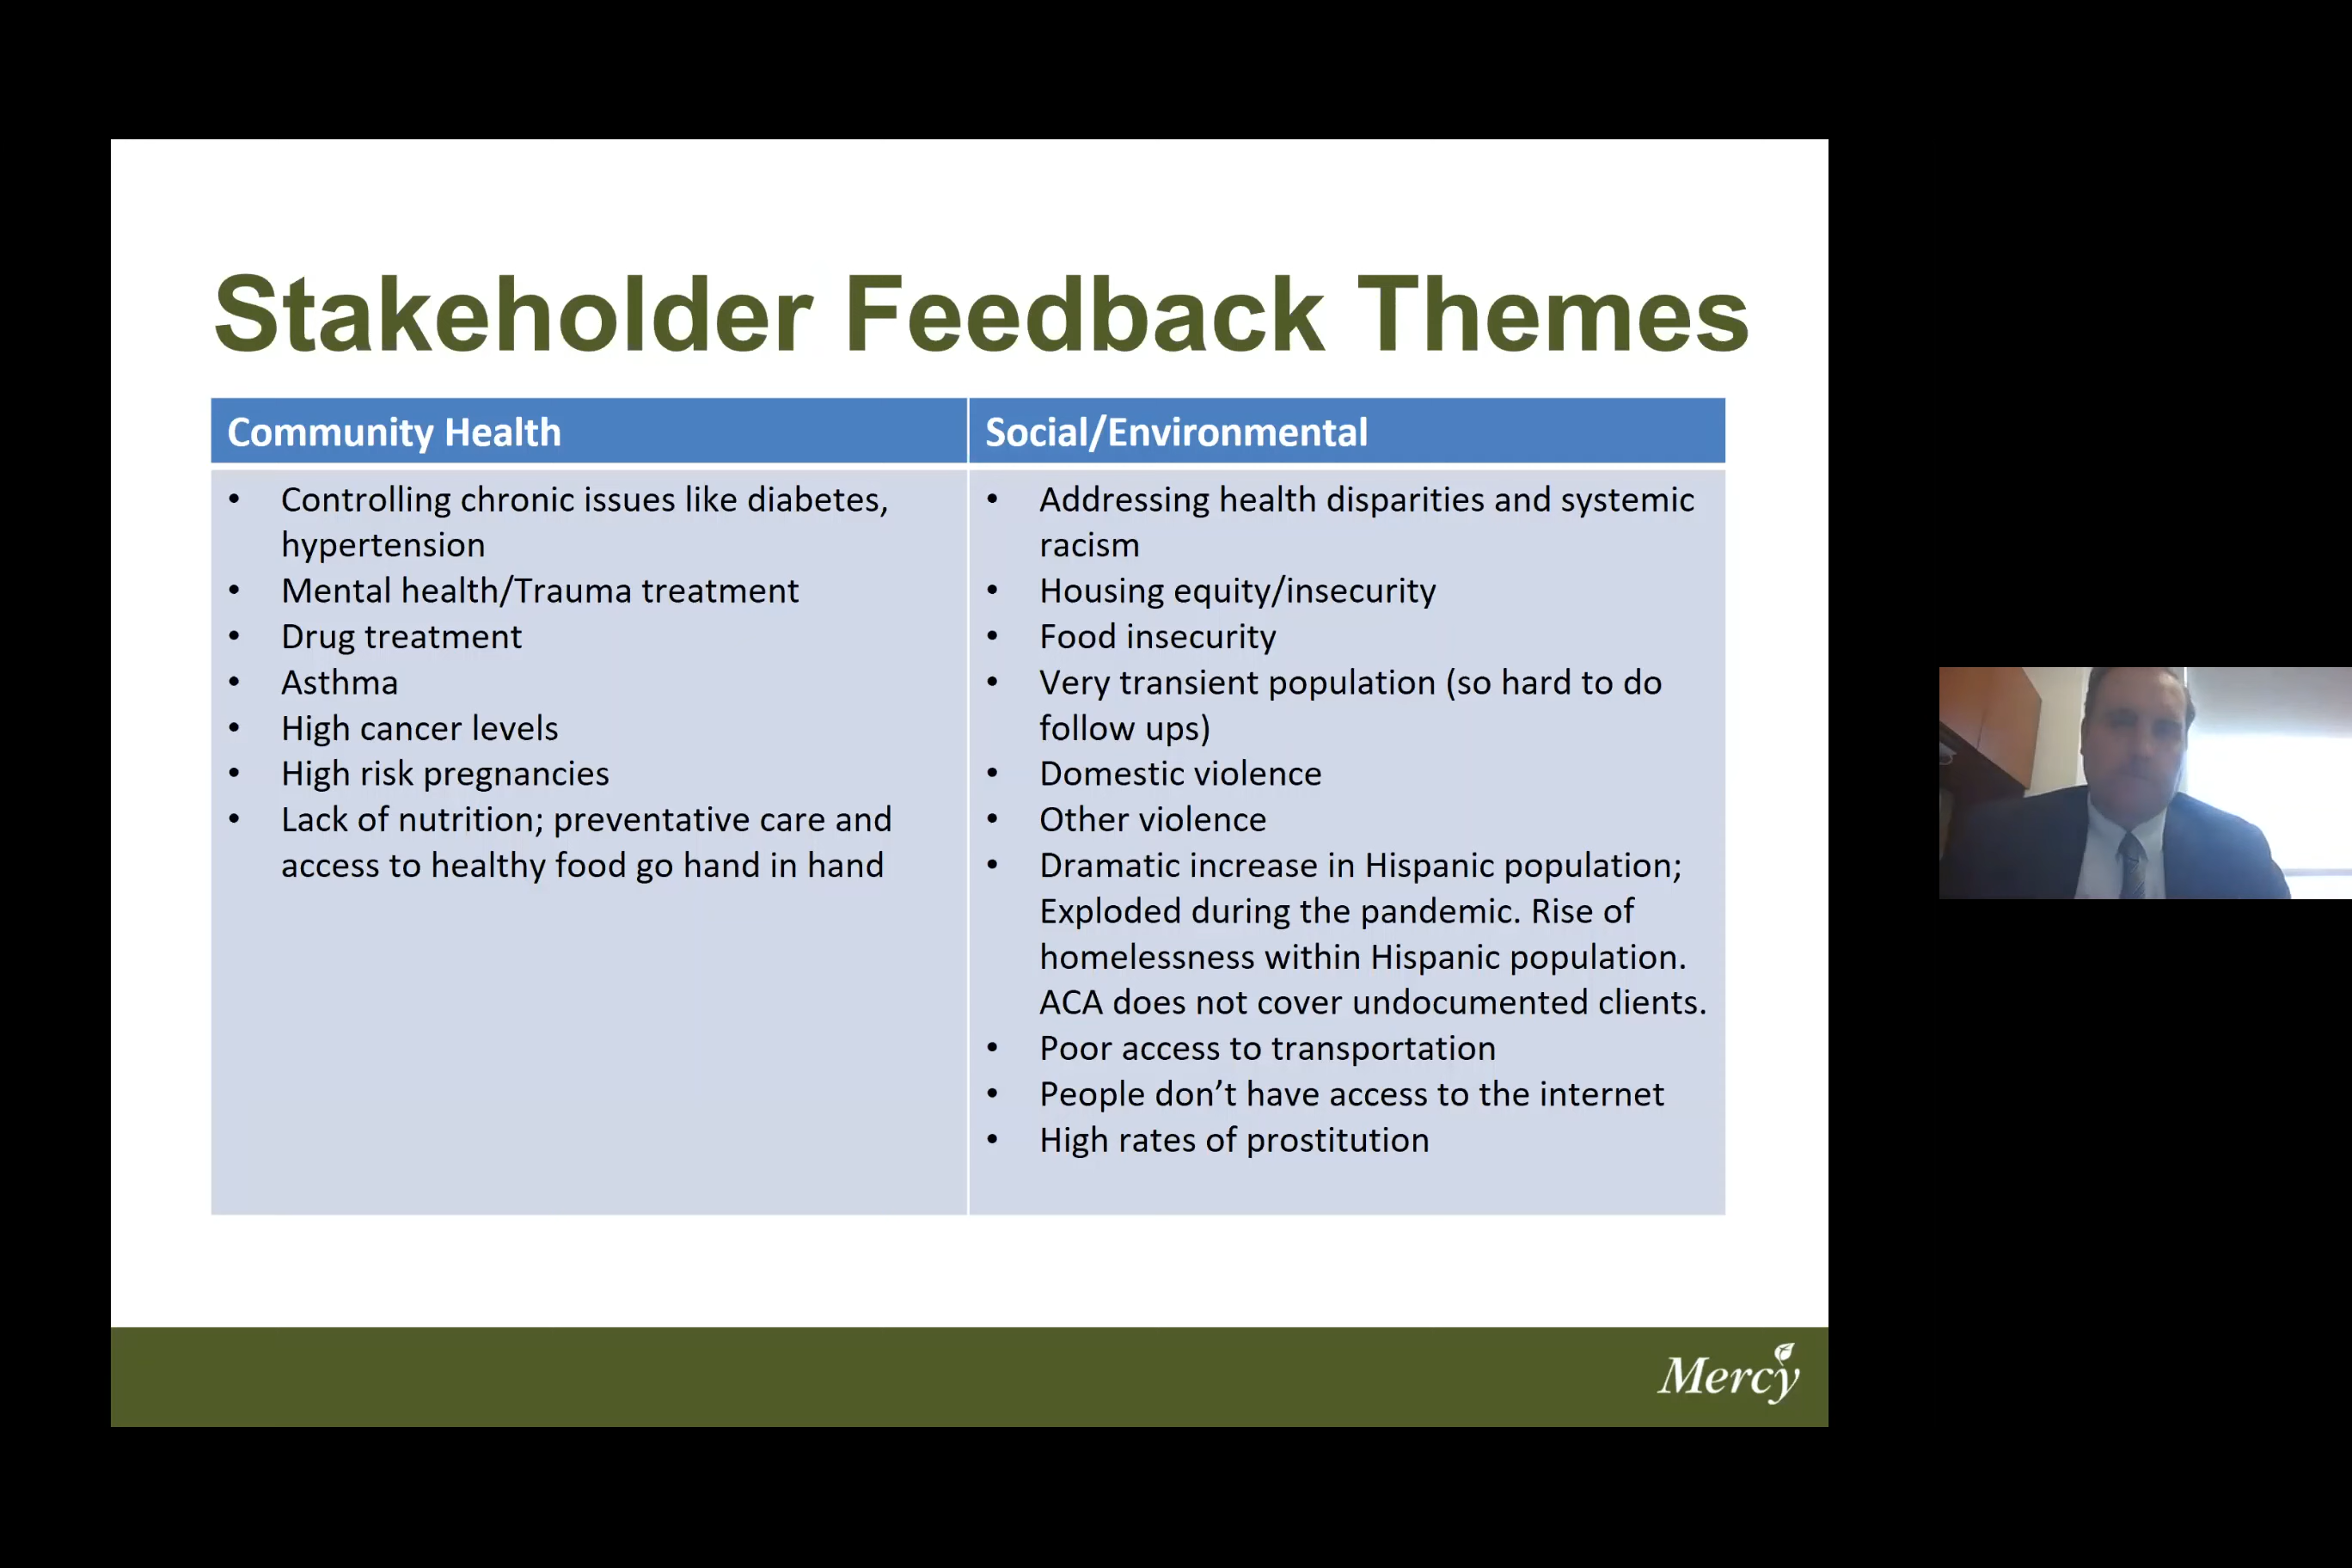 Stakeholder Feedback Themes
Community Health
• Controlling chronic issues like diabetes,
hypertension
• Mental health/Trauma treatment
• Drug treatment
• Asthma
• High cancer levels
• High risk pregnancies
• Lack of nutrition; preventative care and
access to healthy food go hand in hand
Social/Environmental
• Addressing health disparities and systemic
racism
• Housing equity/insecurity
• Food insecurity
• Very transient population (so hard to do
follow ups)
• Domestic violence
• Other violence
• Dramatic increase in Hispanic population;
Exploded during the pandemic. Rise of
homelessness within Hispanic population.
ACA does not cover undocumented clients.
• Poor access to transportation
• People don’t have access to the internet
• High rates of prostitution
Mercy